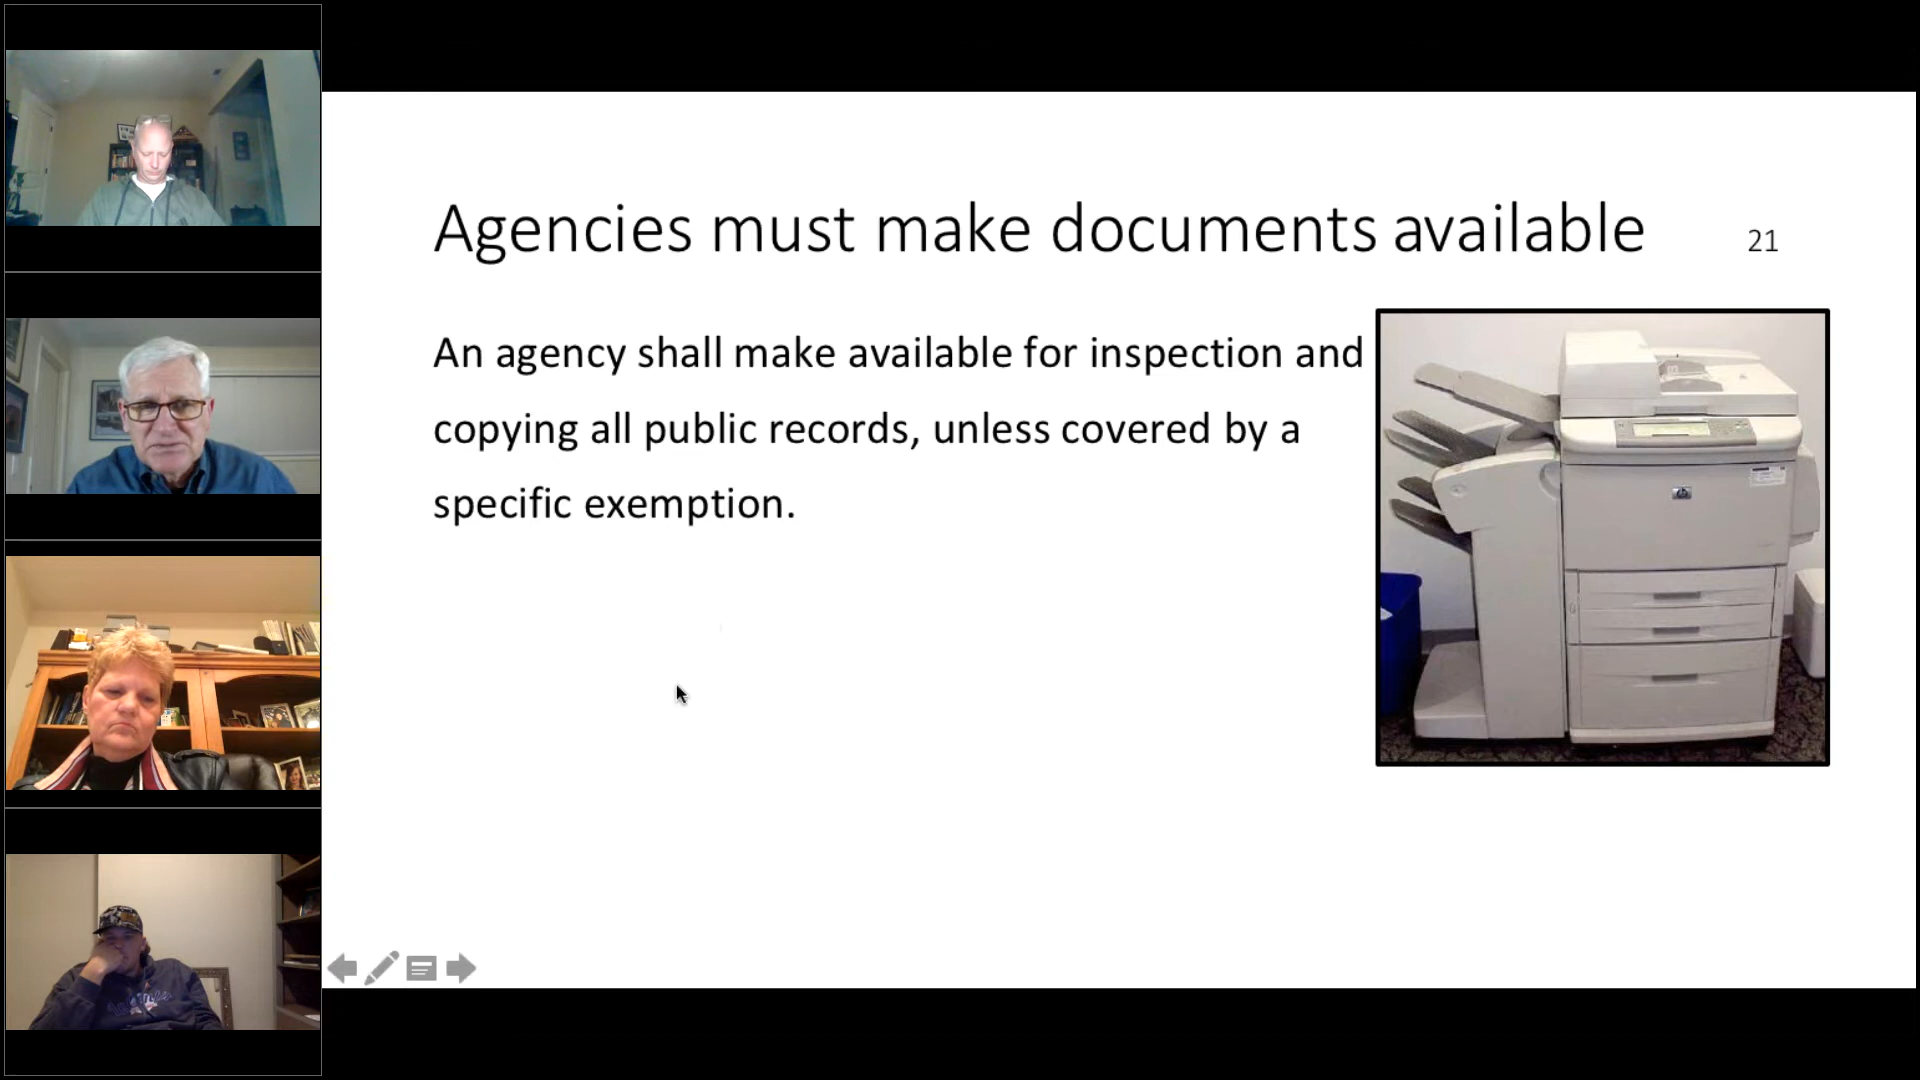 Agencies must make documents available
21
An agency shall make available for inspection and
copying all public records, unless covered by a
specific exemption.
hp